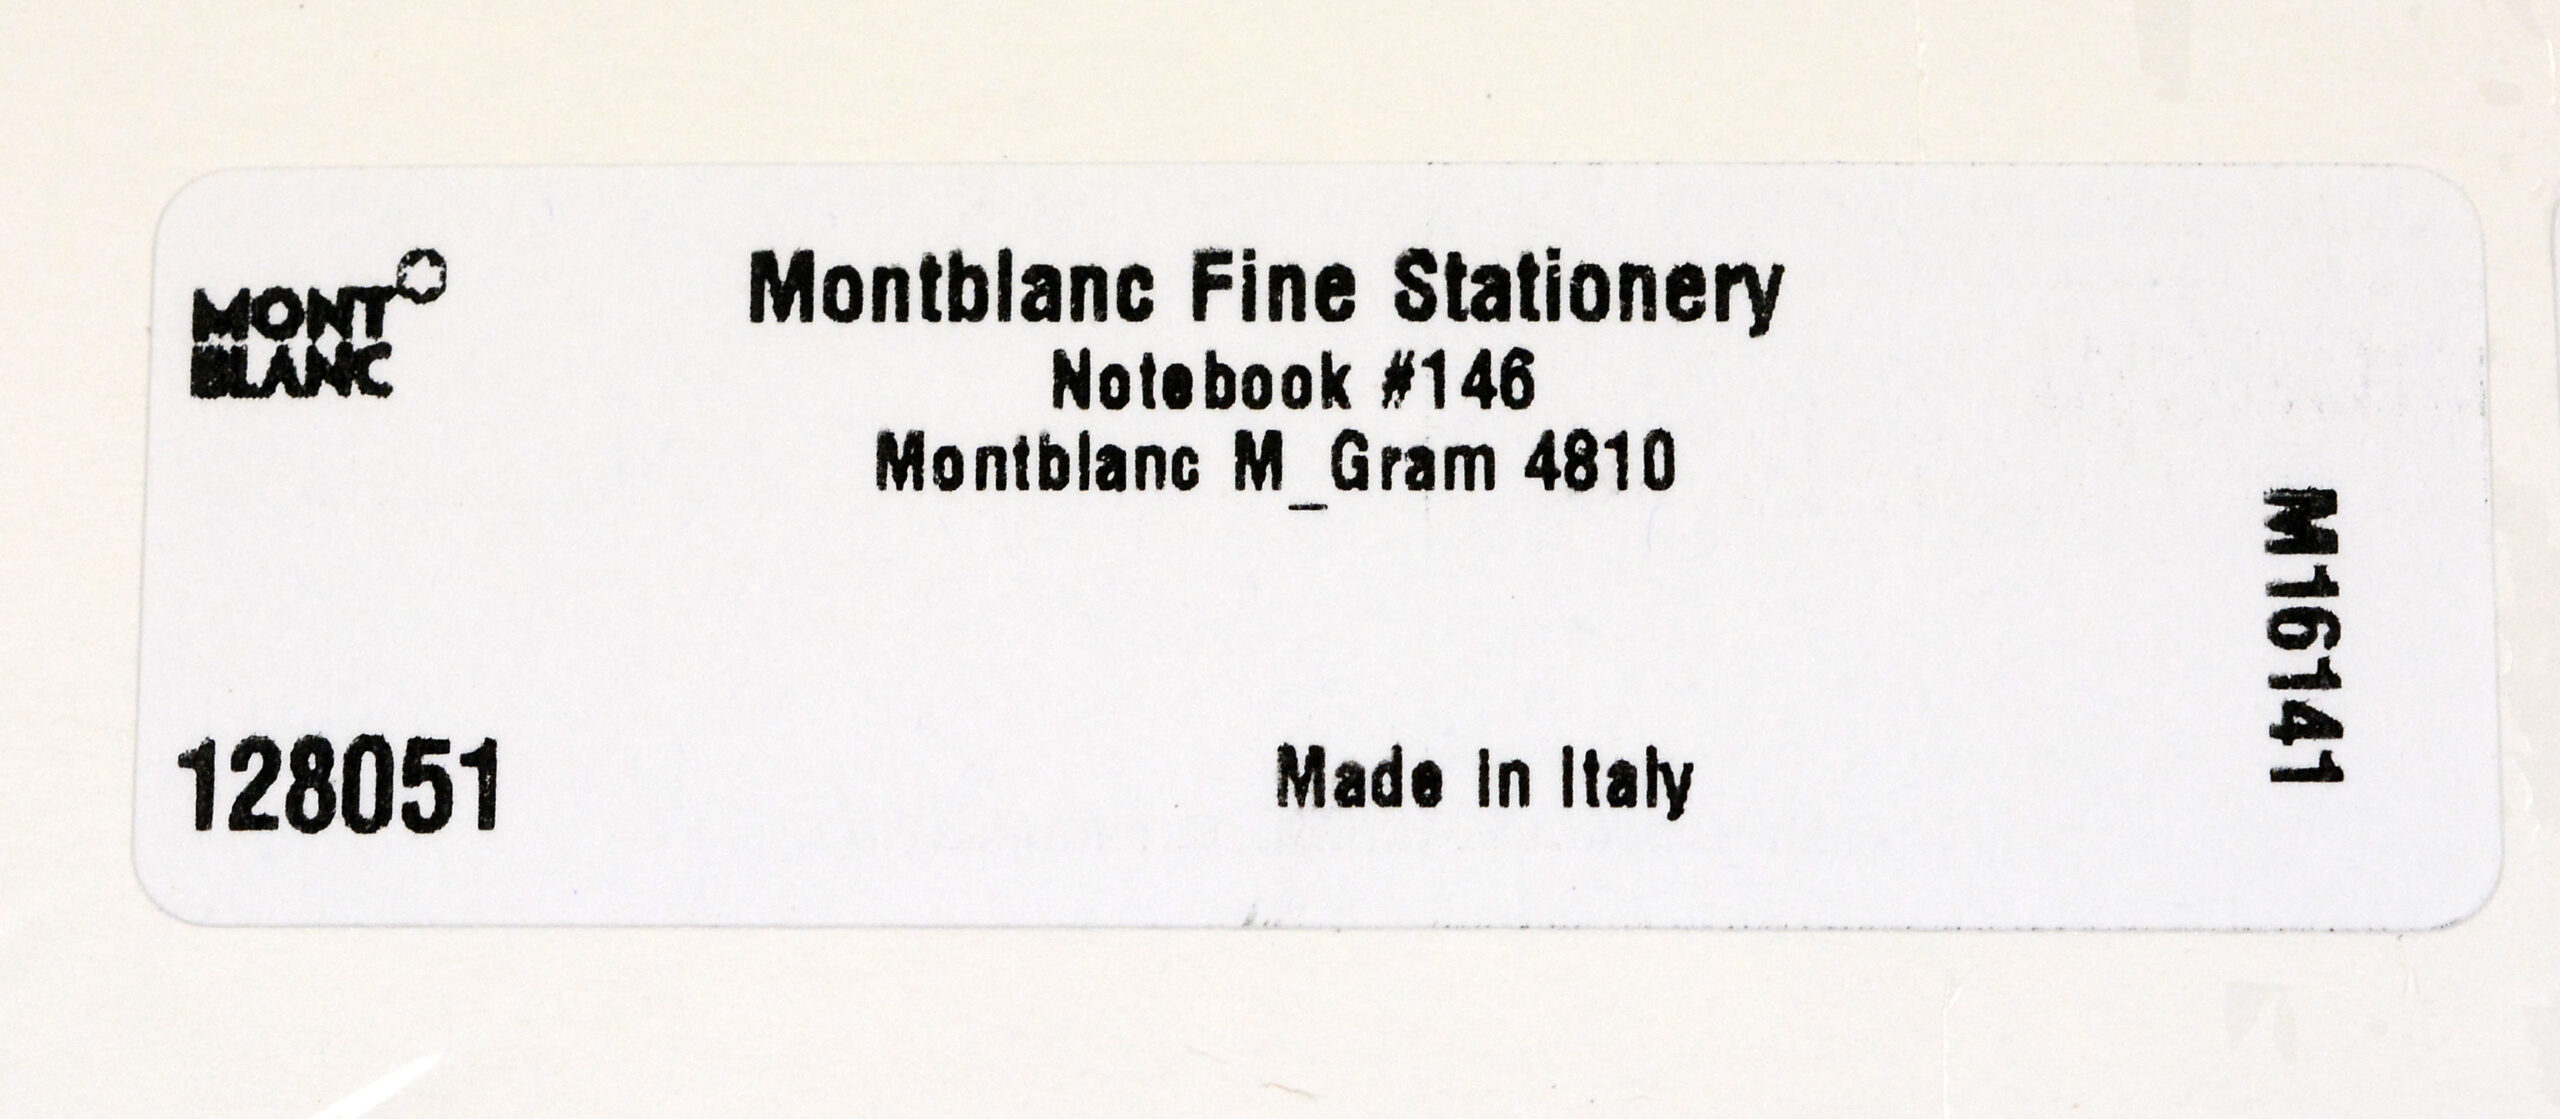 MONT
BLANC
Montblanc Fine Stationery
Notebook #146
Montblanc M_Gram 4810
M16141
128051
Made in Italy